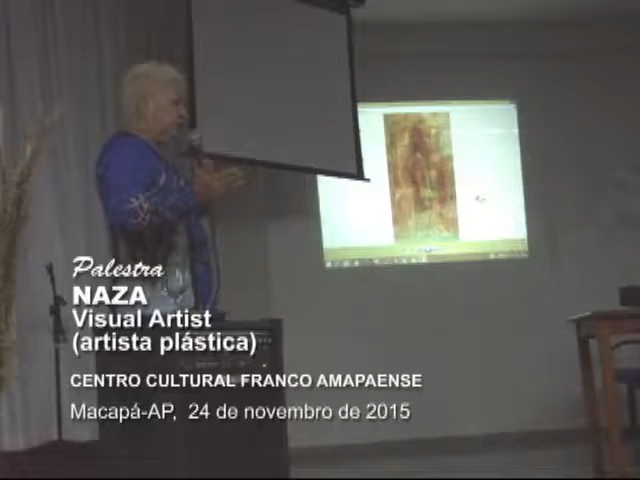 Palestra
NAZA
Visual Artist
(artista plástica)
CENTRO CULTURAL FRANCO AMAPAENSE
Macapá-AP, 24 de novembro de 2015